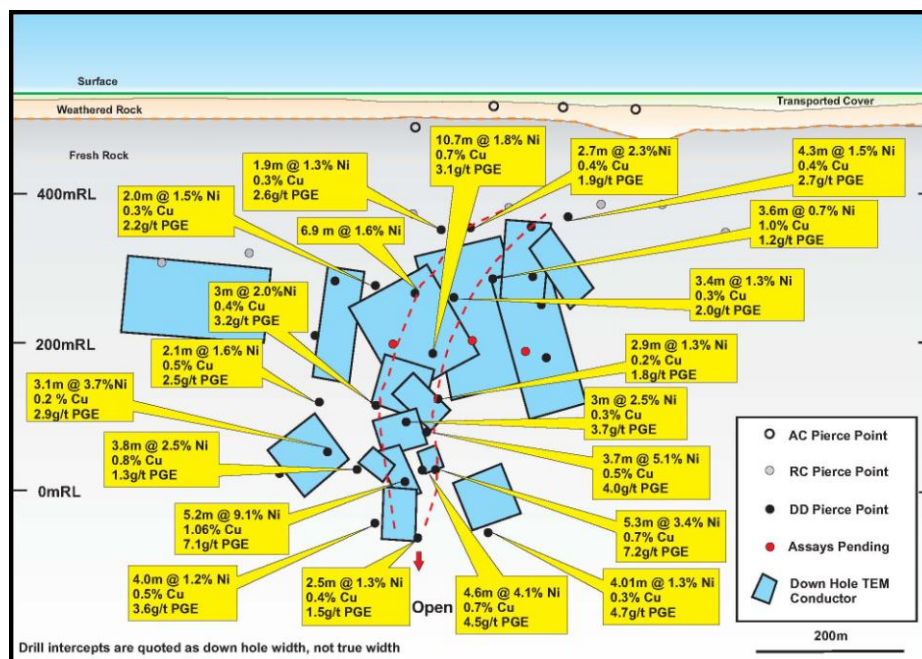 Surface
Weathered Rock
Transported Cover
Fresh Rock
400mRL
200mRL
0mRL
1.9m @ 1.3% Ni
0.3% Cu
2.6g/t PGE
10.7m @ 1.8% Ni
0.7% Cu
3.1g/t PGE
2.7m @ 2.3%Ni
0.4% Cu
1.9g/t PGE
4.3m @ 1.5% Ni
0.4% Cu
2.7g/t PGE
2.0m @ 1.5% Ni
0.3% Cu
2.2g/t PGE
6.9 m @ 1.6% Ni
3.6m @ 0.7% Ni
1.0% Cu
1.2g/t PGE
3m @ 2.0%Ni
0.4% Cu
3.2g/t PGE
3.4m @ 1.3% Ni
0.3% Cu
2.0g/t PGE
2.1m @ 1.6% Ni
0.5% Cu
2.5g/t PGE
2.9m @ 1.3% Ni
0.2% Cu
1.8g/t PGE
3.1m @ 3.7%Ni
0.2 % Cu
2.9g/t PGE
3m @ 2.5% Ni
0.3% Cu
3.7g/t PGE
3.8m @ 2.5% Ni
0.8% Cu
1.3g/t PGE
3.7m @ 5.1% Ni
0.5% Cu
4.0g/t PGE
5.2m @ 9.1% Ni
1.06% Cu
7.1g/t PGE
5.3m @ 3.4% Ni
0.7% Cu
7.2g/t PGE
4.0m @ 1.2% Ni
0.5% Cu
3.6g/t PGE
2.5m @ 1.3% Ni
0.4% Cu
1.5g/t PGE
Open
4.6m @ 4.1% Ni
0.7% Cu
4.5g/t PGE
4.01m @ 1.3% Ni
0.3% Cu
4.7g/t PGE
AC Pierce Point
RC Pierce Point
DD Pierce Point
Assays Pending
Down Hole TEM
Conductor
200m
Drill intercepts are quoted as down hole width, not true width